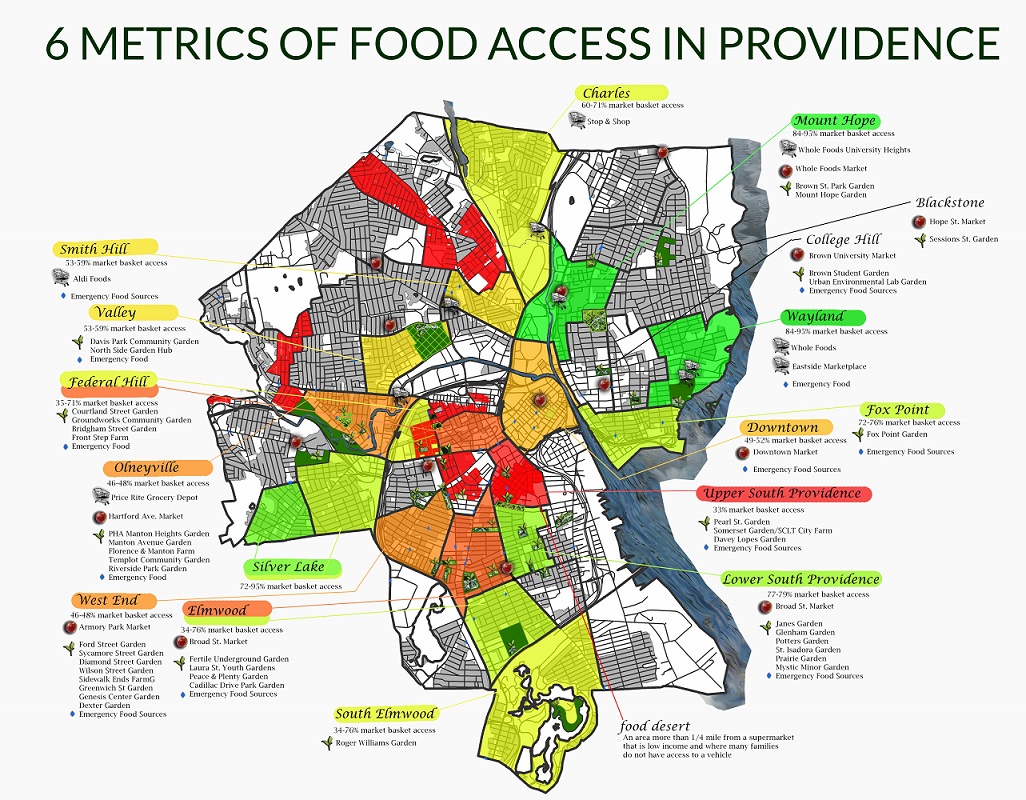 6 METRICS OF FOOD ACCESS IN PROVIDENCE
Charles
60-71% market basket access
Stop & Shop
Mount Hope
84-95% market basket access
Whole Foods University Heights
Whole Foods Market
Brown St. Park Garden
Mount Hope Garden
Blackstone
Hope St. Market
Sessions St. Garden
College Hill
Brown University Market
Brown Student Garden
Urban Environmental Lab Garden
Emergency Food Sources
Wayland
84-95% market basket access
Whole Foods
Eastside Marketplace
Emergency Food
Fox Point
72-76% market basket access
Fox Point Garden
Emergency Food Sources
Downtown
49-52% market basket access
Downtown Market
Emergency Food Sources
Upper South Providence
33% market basket access
Pearl St. Garden
Somerset Garden/SCLT City Farm
Davey Lopes Garden
Emergency Food Sources
Lower South Providence
77-79% market basket access
Broad St. Market
Janes Garden
Glenham Garden
Potters Garden
St. Isadora Garden
Prairie Garden
Mystic Minor Garden
Emergency Food Sources
food desert
An area more than 1/4 mile from a supermarket
that is low income and where many families
do not have access to a vehicle
Smith Hill
53-59% market basket access
Aldi Foods
Emergency Food Sources
Valley
53-59% market basket access
Davis Park Community Garden
North Side Garden Hub
Emergency Food
Federal Hill
35-71% market basket access
Courtland Street Garden
Groundworks Community Garden
Bridgham Street Garden
Front Step Farm
Emergency Food
Olneyville
46-48% market basket access
Price Rite Grocery Depot
Hartford Ave. Market
PHA Manton Heights Garden
Manton Avenue Garden
Florence & Manton Farm
Templot Community Garden
Riverside Park Garden
Emergency Food
Silver Lake
72-95% market basket access
West End
46-48% market basket access
Armory Park Market
Ford Street Garden
Sycamore Street Garden
Diamond Street Garden
Wilson Street Garden
Sidewalk Ends FarmG
Greenwich St Garden
Genesis Center Garden
Dexter Garden
Emergency Food Sources
Elmwood
34-76% market basket access
Broad St. Market
Fertile Underground Garden
Laura St. Youth Gardens
Peace & Plenty Garden
Cadillac Drive Park Garden
Emergency Food Sources
South Elmwood
34-76% market basket access
Roger Williams Garden